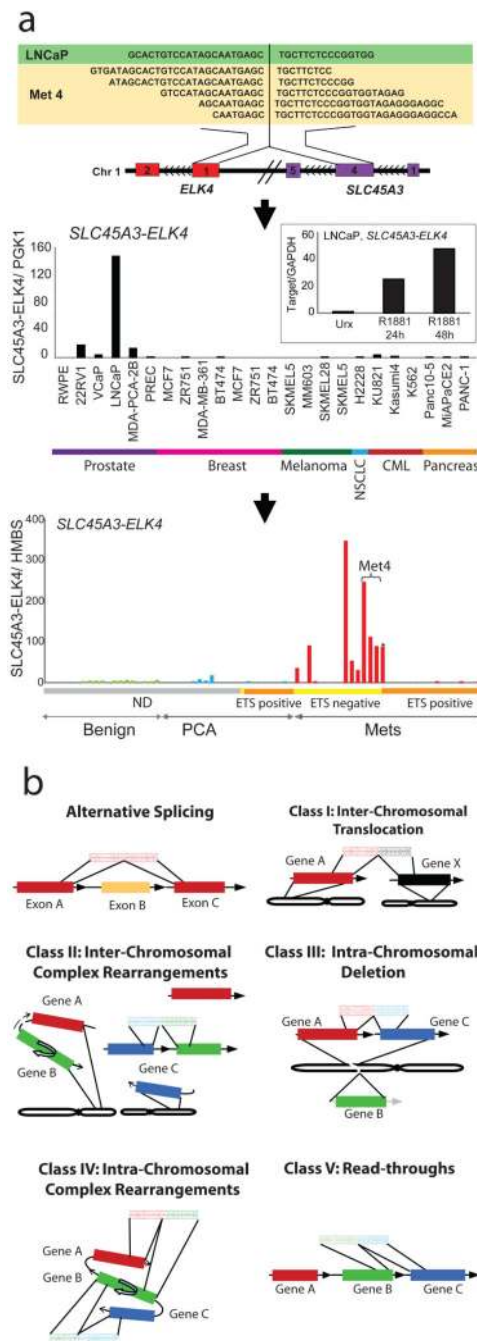 a
LNCaP GCACTGTCCATAGCAATGAGC TGCTTCTCCCGGTGG
GTGATAGCACTGTCCATAGCAATGAGC TGCTTCTCC
ATAGCACTGTCCATAGCAATGAGC TGCTTCTCCCGG
Met 4 GTCCATAGCAATGAGC TGCTTCTCCCGGTGGTAGAG
AGCAATGAGC TGCTTCTCCCGGTGGTAGAGGGAGGC
CAATGAGC TGCTTCTCCCGGTGGTAGAGGGAGGCCA
Chr 1 2 1 5 4 1
ELK4 SLC45A3
SLC45A3-ELK4
SLC45A3-ELK4/ PGK1
160
120
80
40
0
LNCaP, SLC45A3-ELK4
Target/GAPDH
60
50
40
30
20
10
0
Urx R1881 24h R1881 48h
RWPE 22RV1 VCaP LNCaP MDA-PCA-2B PREC MCF7 ZR751 MDA-MB-361 BT474 MCF7 ZR751 BT474 SKMEL5 MM603 SKMEL28 SKMEL5 H2228 KU821 Kasumi4 K562 Panc10-5 MiAPaCE2 PANC-1
Prostate Breast Melanoma NSCLC CML Pancreas
SLC45A3-ELK4
SLC45A3-ELK4/ HMBS
400
300
200
100
0
Met4
ND ETS positive ETS negative ETS positive
Benign PCA Mets
b
Alternative Splicing
Exon A Exon B Exon C
Class I: Inter-Chromosomal
Translocation
Gene A Gene X
Class II: Inter-Chromosomal
Complex Rearrangements
Gene A
Gene B Gene C
Class III: Intra-Chromosomal
Deletion
Gene A Gene C
Gene B
Class IV: Intra-Chromosomal
Complex Rearrangements
Gene A
Gene B
Gene C
Class V: Read-throughs
Gene A Gene B Gene C